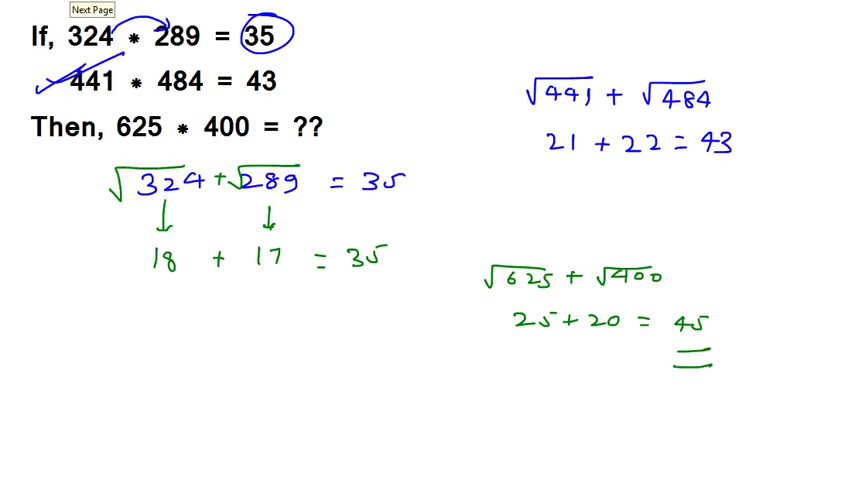 Next Page
If, 324 * 289 = 35
441 * 484 = 43
Then, 625 * 400 = ??
√324 + √289 = 35
18 + 17 = 35
√441 + √484
21 + 22 = 43
√625 + √400
25 + 20 = 45